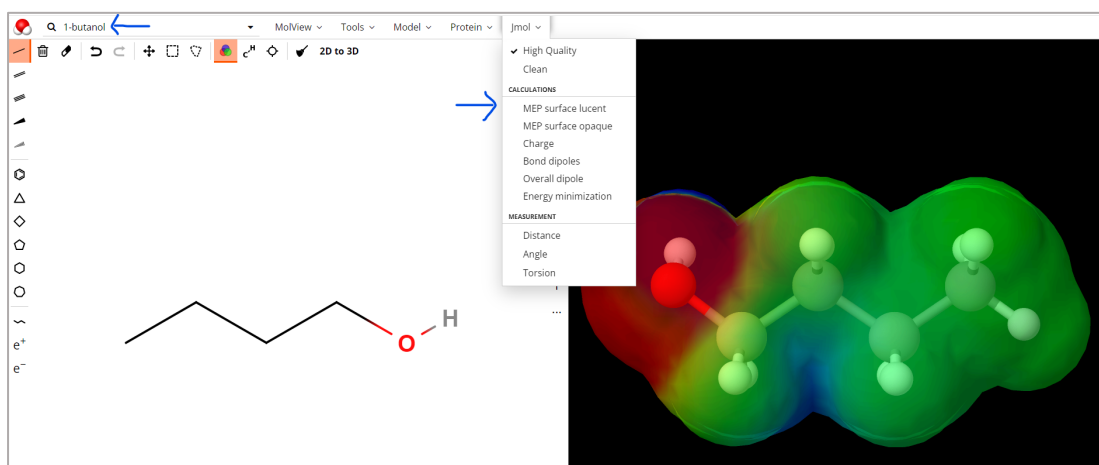 1-butanol MolView Tools Model Protein Jmol
C H 2D to 3D
High Quality
Clean
CALCULATIONS
MEP surface lucent
MEP surface opaque
Charge
Bond dipoles
Overall dipole
Energy minimization
MEASUREMENT
Distance
Angle
Torsion
...
H
O
e+
e−